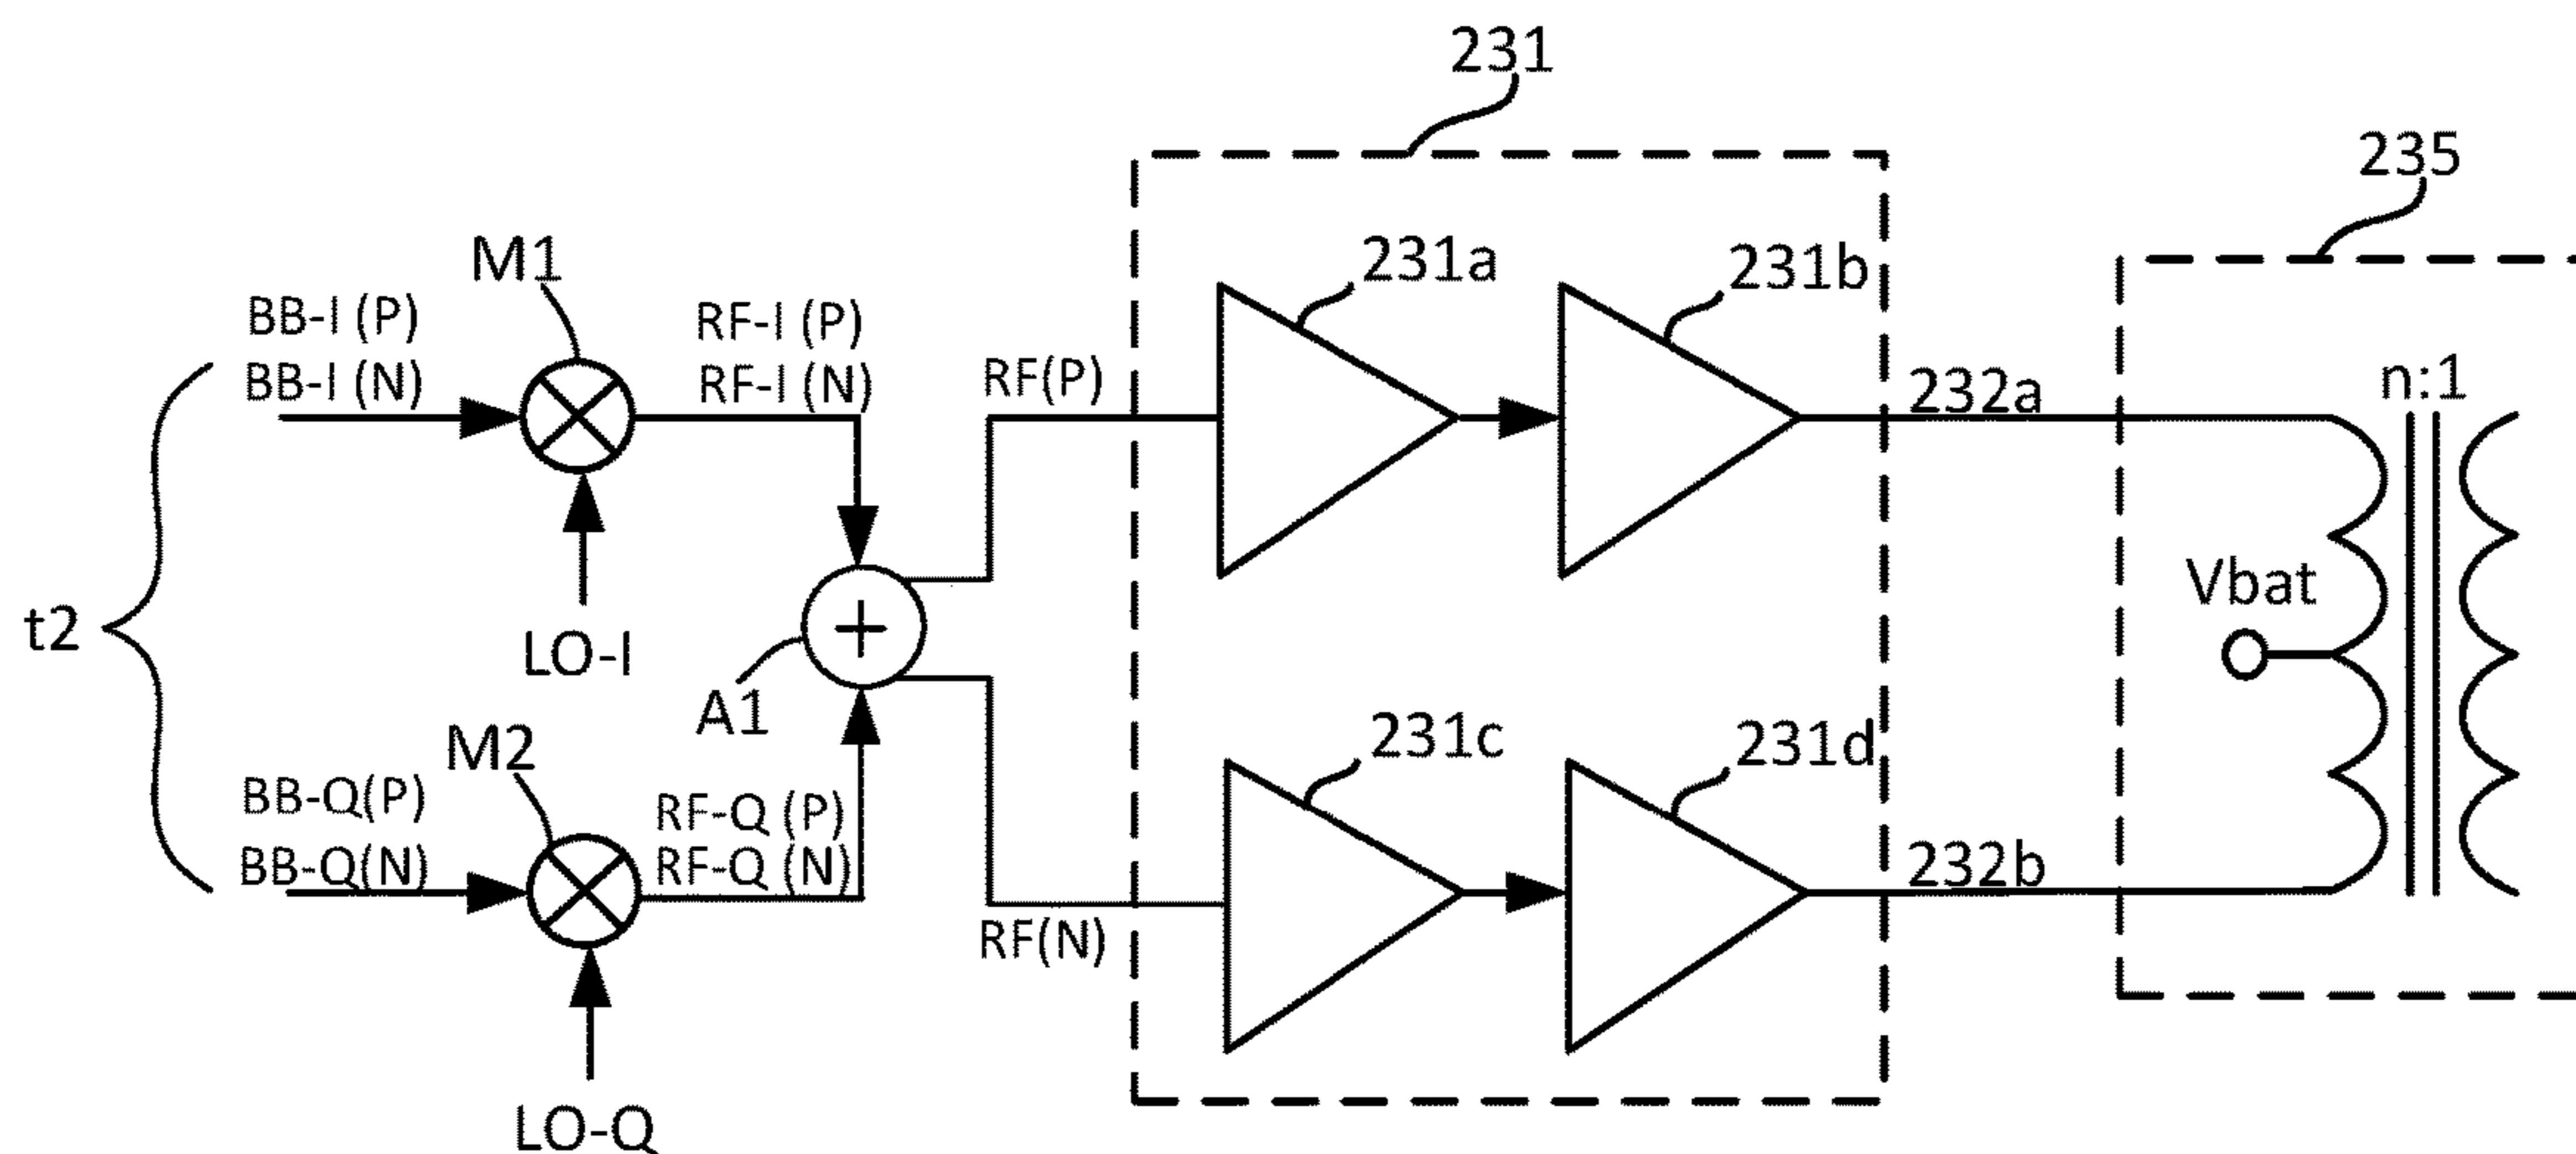 231
235
M1
231a
231b
BB-I (P)
BB-I (N)
RF-I (P)
RF-I (N)
RF(P)
232a
n:1
Vbat
t2
LO-I
A1
M2
231c
231d
BB-Q(P)
BB-Q(N)
RF-Q (P)
RF-Q (N)
232b
RF(N)
LO-Q